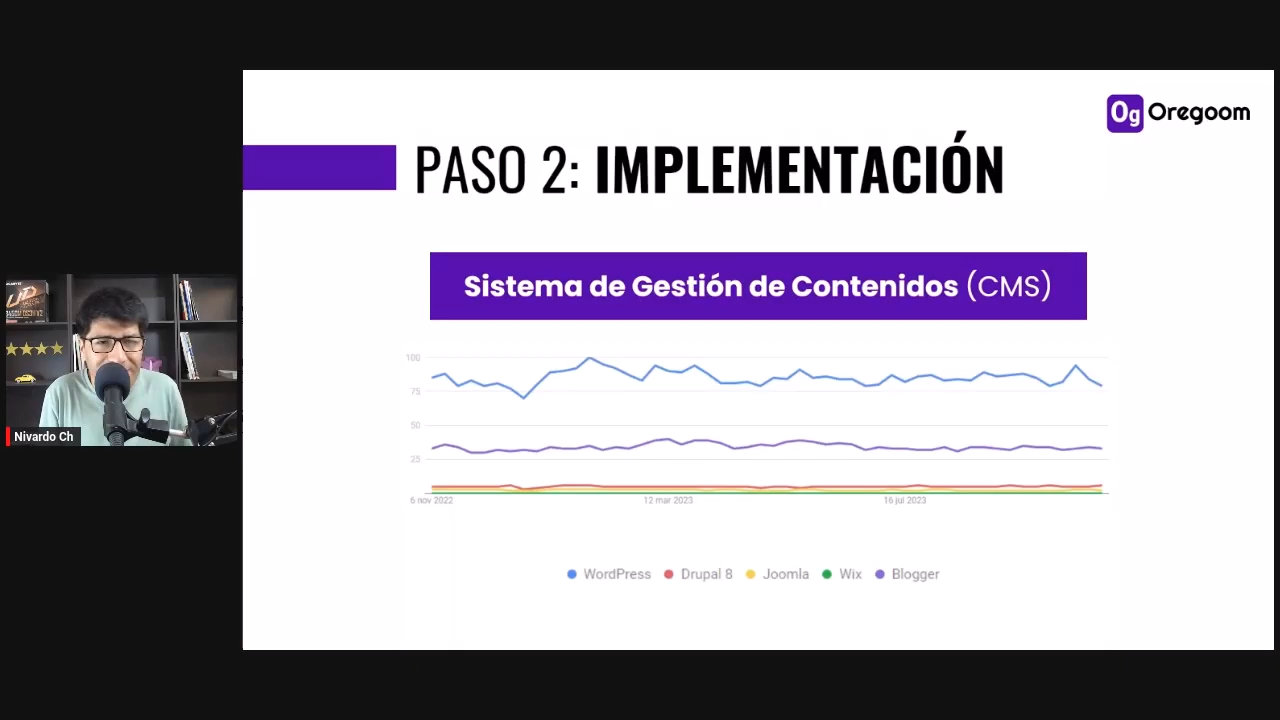 Og Oregoom
PASO 2: IMPLEMENTACIÓN
Sistema de Gestión de Contenidos (CMS)
100
75
50
25
6 nov 2022 12 mar 2023 16 jul 2023
WordPress Drupal 8 Joomla Wix Blogger
Nivardo Ch